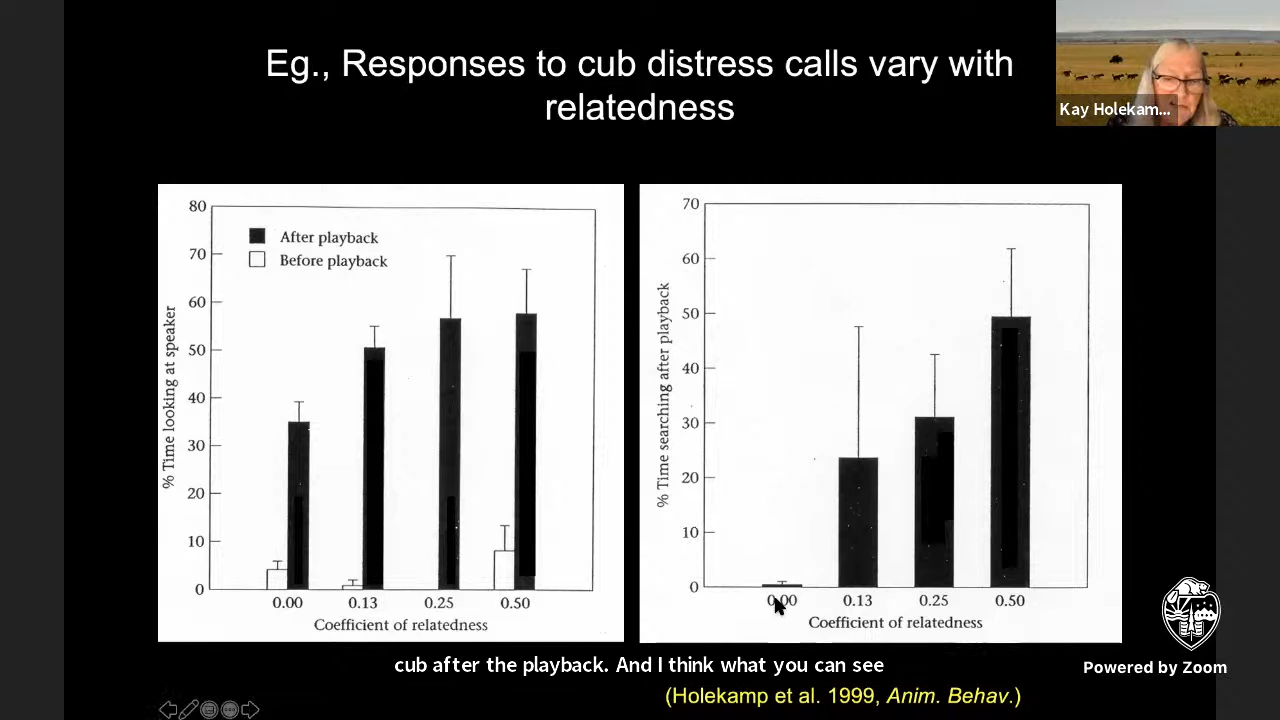 Eg., Responses to cub distress calls vary with
relatedness
Kay Holekam...
80
70
60
50
40
30
20
10
0
% Time looking at speaker
After playback
Before playback
0.00
0.13
0.25
0.50
Coefficient of relatedness
70
60
50
40
30
20
10
0
% Time searching after playback
0.00
0.13
0.25
0.50
Coefficient of relatedness
cub after the playback. And I think what you can see
Powered by Zoom
(Holekamp et al. 1999, Anim. Behav.)